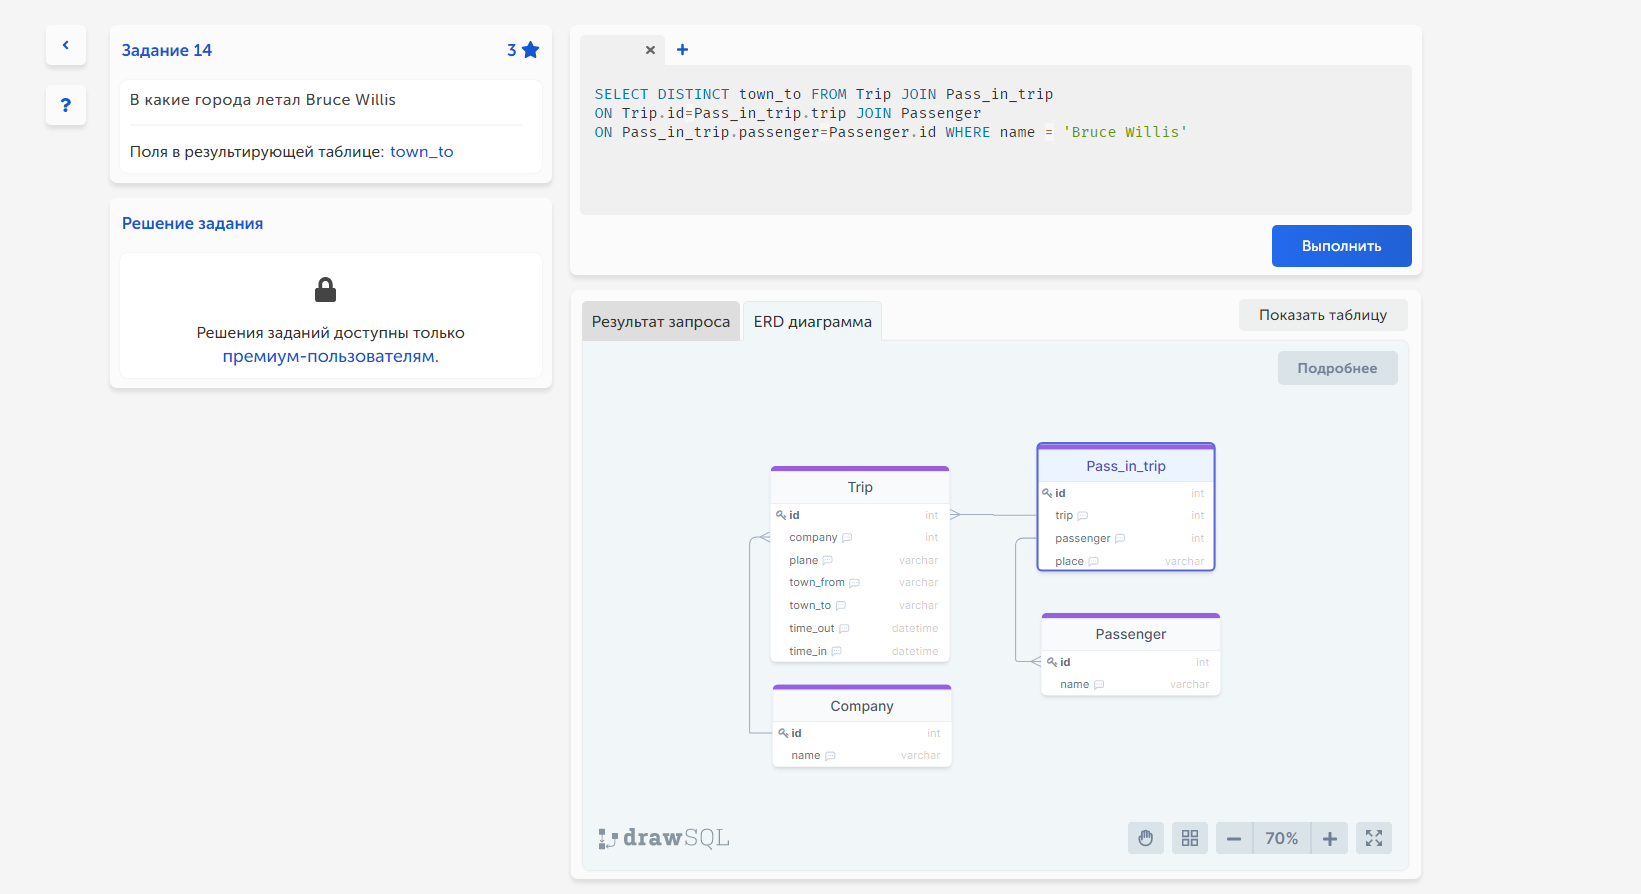 Задание 14
3
В какие города летал Bruce Willis
?
Поля в результирующей таблице: town_to
Решение задания
Решения заданий доступны только
премиум-пользователям.
SELECT DISTINCT town_to FROM Trip JOIN Pass_in_trip
ON Trip.id=Pass_in_trip.trip JOIN Passenger
ON Pass_in_trip.passenger=Passenger.id WHERE name = 'Bruce Willis'
Выполнить
Результат запроса
ERD диаграмма
Показать таблицу
Подробнее
Trip
id int
company int
plane varchar
town_from varchar
town_to varchar
time_out datetime
time_in datetime
Pass_in_trip
id int
trip int
passenger int
place varchar
Passenger
id int
name varchar
Company
id int
name varchar
drawSQL
70%